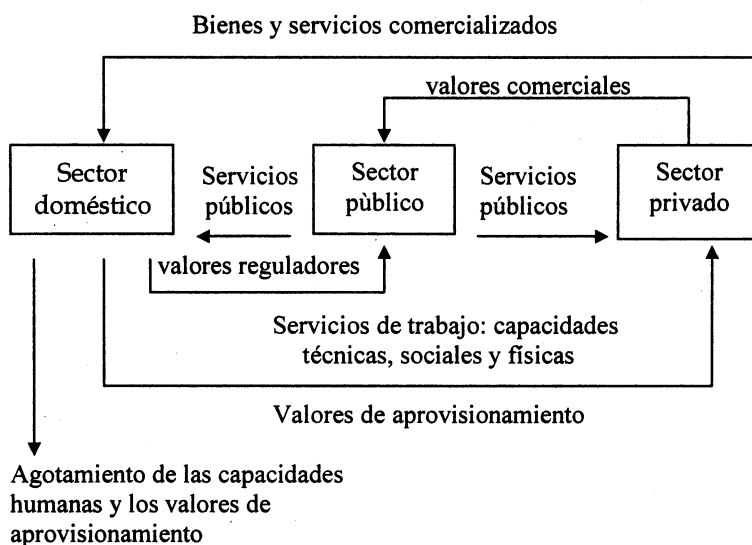 Bienes y servicios comercializados
valores comerciales
Sector
doméstico
Servicios
públicos
Sector
pùblico
Servicios
públicos
Sector
privado
valores reguladores
Servicios de trabajo: capacidades
técnicas, sociales y físicas
Valores de aprovisionamiento
Agotamiento de las capacidades
humanas y los valores de
aprovisionamiento